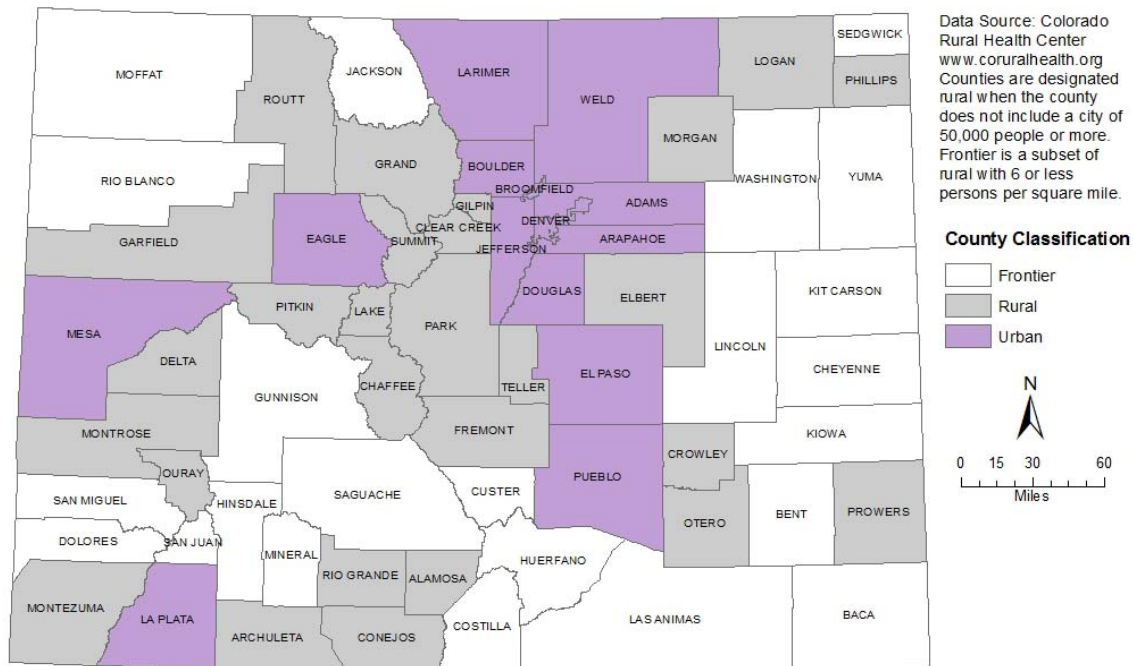 SEDGWICK
LOGAN
PHILLIPS
MOFFAT
JACKSON
LARIMER
WELD
ROUTT
MORGAN
GRAND
BOULDER
RIO BLANCO
WASHINGTON
YUMA
BROOMFIELD
GILPIN
ADAMS
DENVER
CLEAR CREEK
GARFIELD
EAGLE
SUMMIT
ARAPAHOE
JEFFERSON
DOUGLAS
ELBERT
KIT CARSON
PITKIN
LAKE
PARK
MESA
LINCOLN
DELTA
EL PASO
CHEYENNE
CHAFFEE
TELLER
GUNNISON
FREMONT
MONTROSE
KIOWA
CROWLEY
OURAY
PUEBLO
SAGUACHE
CUSTER
SAN MIGUEL
HINSDALE
BENT
PROWERS
OTERO
DOLORES
SAN JUAN
MINERAL
HUERFANO
RIO GRANDE
ALAMOSA
MONTEZUMA
LA PLATA
COSTILLA
LAS ANIMAS
BACA
ARCHULETA
CONEJOS
Data Source: Colorado
Rural Health Center
www.coruralhealth.org
Counties are designated
rural when the county
does not include a city of
50,000 people or more.
Frontier is a subset of
rural with 6 or less
persons per square mile.
County Classification
Frontier
Rural
Urban
N
0 15 30 60
Miles